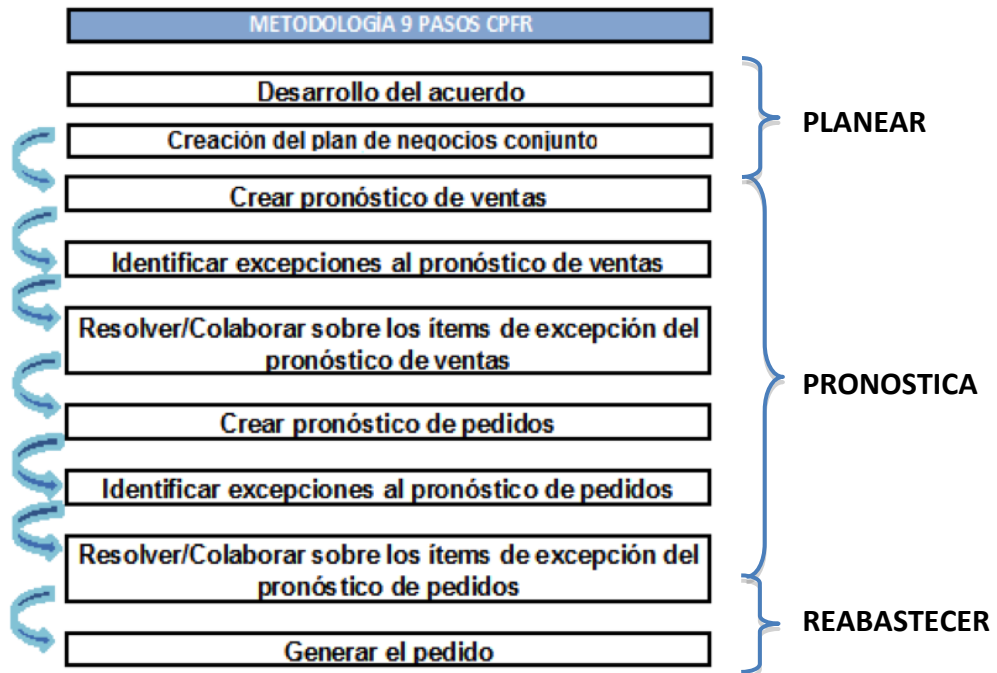 METODOLOGÍA 9 PASOS CPFR
Desarrollo del acuerdo
Creación del plan de negocios conjunto
PLANEAR
Crear pronóstico de ventas
Identificar excepciones al pronóstico de ventas
Resolver/Colaborar sobre los ítems de excepción del
pronóstico de ventas
Crear pronóstico de pedidos
Identificar excepciones al pronóstico de pedidos
Resolver/Colaborar sobre los ítems de excepción del
pronóstico de pedidos
PRONOSTICA
Generar el pedido
REABASTECER